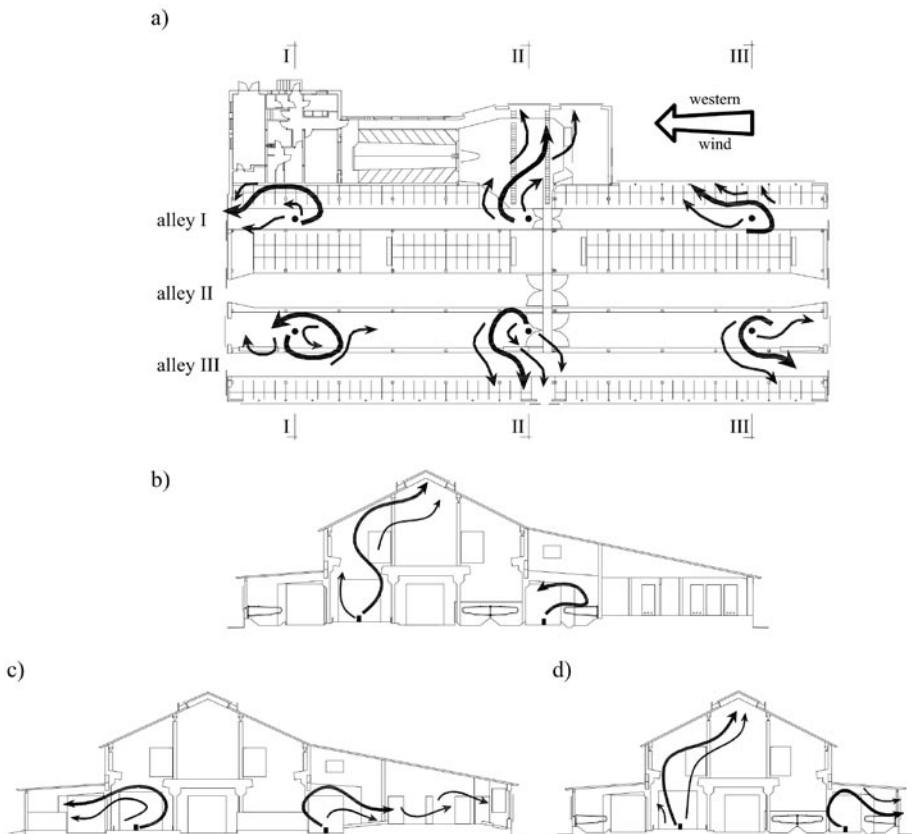 a)
I
II
III
western
wind
alley I
alley II
alley III
I
II
III
b)
c)
d)